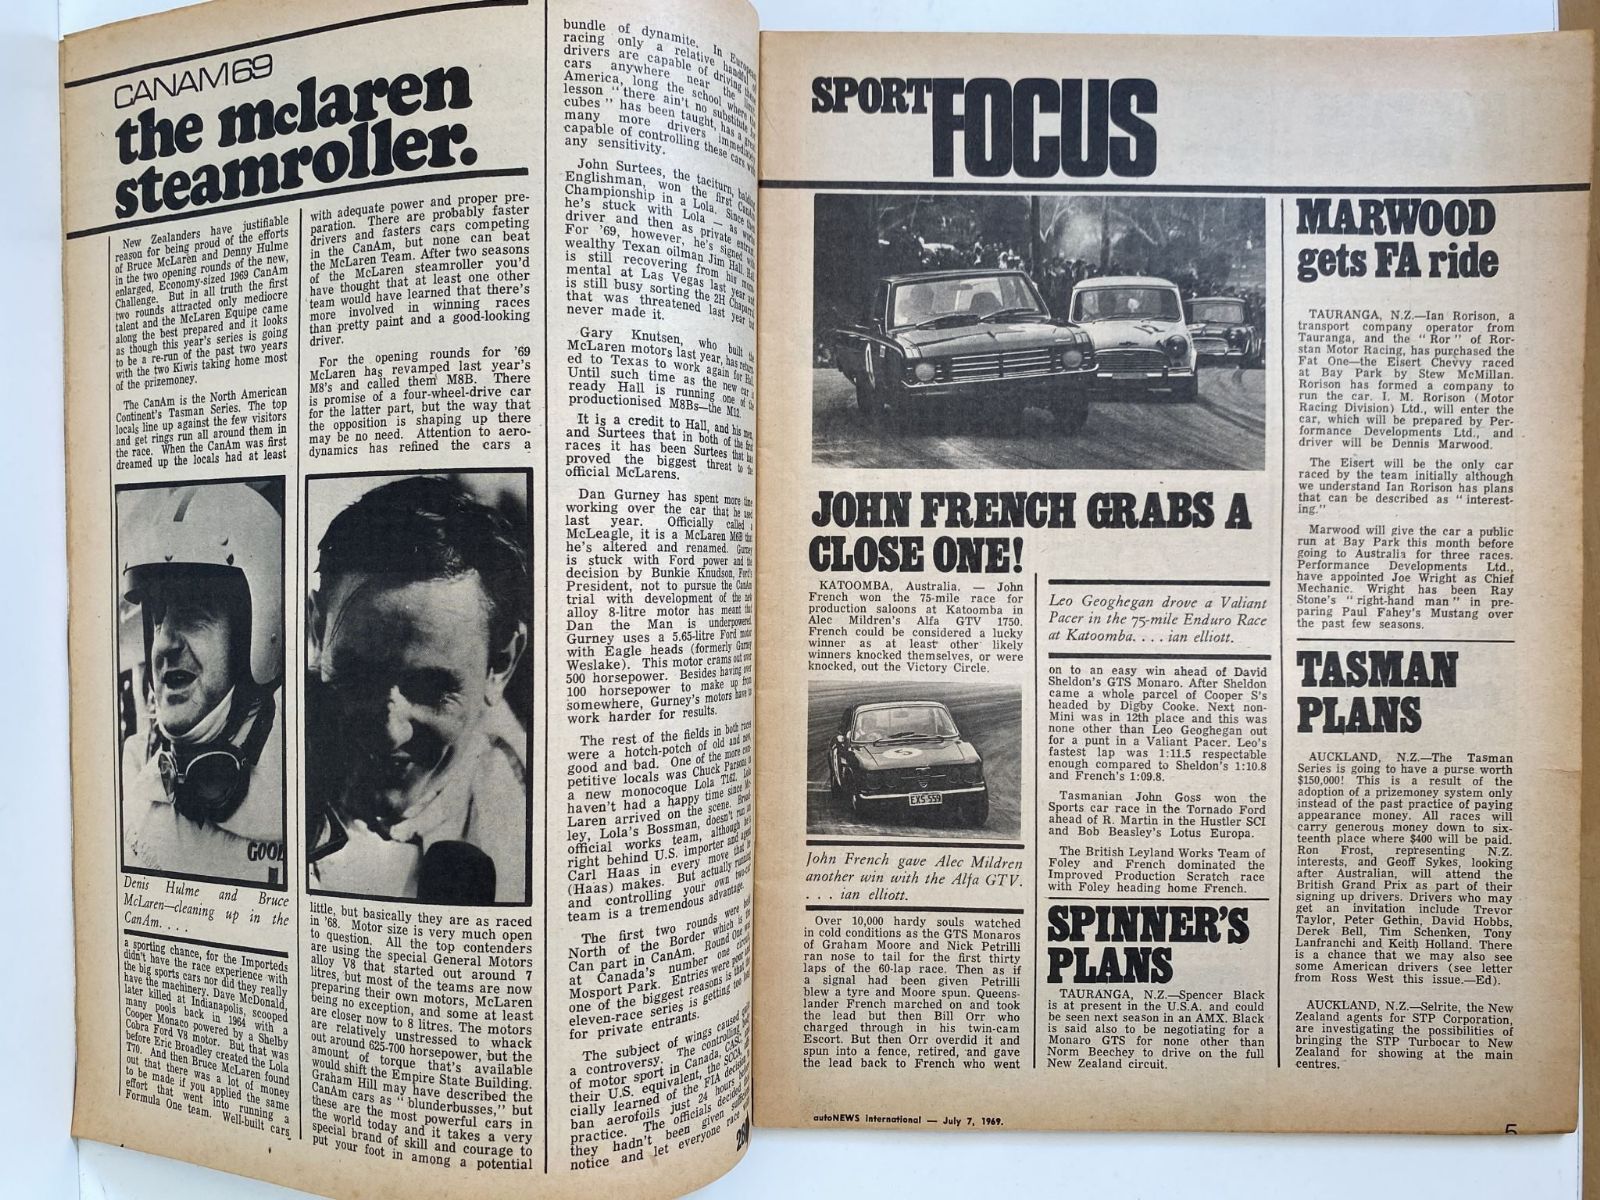 CANAM69
the mclaren
steamroller.
New Zealanders have justifiable
reason for being proud of the efforts
of Bruce McLaren and Denny Hulme
in the two opening rounds of the new,
enlarged, Economy-sized 1969 CanAm
Challenge. But in all truth the first
two rounds attracted only mediocre
talent and the McLaren Equipe came
along the best prepared and it looks
as though this year's series is going
to be a re-run of the past two years
with the two Kiwis taking home most
of the prizemoney.
The CanAm is the North American
Continent's Tasman Series. The top
locals line up against the few visitors
and get rings run all around them in
the race. When the CanAm was first
dreamed up the locals had at least
GOOD
Denis Hulme and Bruce
McLaren—cleaning up in the
CanAm. . . .
a sporting chance, for the Importeds
didn't have the race experience with
the big sports cars nor did they really
have the machinery. Dave McDonald,
later killed at Indianapolis, scooped
many pools back in 1964 with a
Cooper Monaco powered by a Shelby
Cobra Ford V8 motor. But that was
before Eric Broadley created the Lola
T70. And then Bruce McLaren found
out that there was a lot of money
to be made if you applied the same
effort that went into running a
Formula One team. Well-built cars
with adequate power and proper pre-
paration. There are probably faster
drivers and fasters cars competing
in the CanAm, but none can beat
the McLaren Team. After two seasons
of the McLaren steamroller you'd
have thought that at least one other
team would have learned that there's
more involved in winning races
than pretty paint and a good-looking
driver.
For the opening rounds for '69
McLaren has revamped last year's
M8's and called them M8B. There
is promise of a four-wheel-drive car
for the latter part, but the way that
the opposition is shaping up there
may be no need. Attention to aero-
dynamics has refined the cars a
little, but basically they are as raced
in '68. Motor size is very much open
to question. All the top contenders
are using the special General Motors
alloy V8 that started out around 7
litres, but most of the teams are now
preparing their own motors, McLaren
being no exception, and some at least
are closer now to 8 litres. The motors
are relatively unstressed to whack
out around 625-700 horsepower, but the
amount of torque that's available
would shift the Empire State Building.
Graham Hill may have described the
CanAm cars as "blunderbusses," but
these are the most powerful cars in
the world today and it takes a very
special brand of skill and courage to
put your foot in among a potential
bundle of dynamite. In European
racing only a relative handful
drivers are capable of driving
cars anywhere near the
America, long the school where the
lesson "there ain't no substitute for
cubes" has been taught, has a great
many more drivers immediately
capable of controlling these cars with
any sensitivity.
John Surtees, the taciturn, balding
Englishman, won the first CanAm
Championship in a Lola. Since then
he's stuck with Lola — as works
driver and then as private entrant.
For '69, however, he's signed with
wealthy Texan oilman Jim Hall. Hall
is still recovering from his monu-
mental at Las Vegas last year and
is still busy sorting the 2H Chaparral
that was threatened last year but
never made it.
Gary Knutsen, who built the
McLaren motors last year, has return-
ed to Texas to work again for Hall.
Until such time as the new car is
ready Hall is running one of the
productionised M8Bs—the M12.
It is a credit to Hall, and his men,
and Surtees that in both of the first
races it has been Surtees that has
proved the biggest threat to the
official McLarens.
Dan Gurney has spent more time
working over the car that he used
last year. Officially called a
McLeagle, it is a McLaren M6B that
he's altered and renamed. Gurney
is stuck with Ford power and the
decision by Bunkie Knudson, Ford's
President, not to pursue the CanAm
trial with development of the new
alloy 8-litre motor has meant that
Dan the Man is underpowered.
Gurney uses a 5.65-litre Ford motor
with Eagle heads (formerly Gurney
Weslake). This motor crams out over
500 horsepower. Besides having over
100 horsepower to make up from
somewhere, Gurney's motors have to
work harder for results.
The rest of the fields in both races
were a hotch-potch of old and new,
good and bad. One of the more com-
petitive locals was Chuck Parsons in
a new monocoque Lola T162. Lola
haven't had a happy time since Mc-
Laren arrived on the scene. Broad-
ley, Lola's Bossman, doesn't run an
official works team, although he's
right behind U.S. importer and agent
Carl Haas in every move that he
(Haas) makes. But actually running
and controlling your own two-car
team is a tremendous advantage.
The first two rounds were held
North of the Border which is the
Can part in CanAm. Round One was
at Canada's number one circuit,
Mosport Park. Entries were poor and
one of the biggest reasons is that the
eleven-race series is getting too
for private entrants.
The subject of wings caused quite
a controversy. The controlling body
of motor sport in Canada, CASC, and
their U.S. equivalent, the SCCA, offi-
cially learned of the FIA decision to
ban aerofoils just 24 hours before
practice. The officials decided that
they hadn't been given sufficient
notice and let everyone race with
SPORT FOCUS
JOHN FRENCH GRABS A
CLOSE ONE!
KATOOMBA, Australia. — John
French won the 75-mile race for
production saloons at Katoomba in
Alec Mildren's Alfa GTV 1750.
French could be considered a lucky
winner as at least other likely
winners knocked themselves, or were
knocked, out the Victory Circle.
EXS-559
John French gave Alec Mildren
another win with the Alfa GTV.
. . . ian elliott.
Over 10,000 hardy souls watched
in cold conditions as the GTS Monaros
of Graham Moore and Nick Petrilli
ran nose to tail for the first thirty
laps of the 60-lap race. Then as if
a signal had been given Petrilli
blew a tyre and Moore spun. Queens-
lander French marched on and took
the lead but then Bill Orr who
charged through in his twin-cam
Escort. But then Orr overdid it and
spun into a fence, retired, and gave
the lead back to French who went
Leo Geoghegan drove a Valiant
Pacer in the 75-mile Enduro Race
at Katoomba. . . . ian elliott.
on to an easy win ahead of David
Sheldon's GTS Monaro. After Sheldon
came a whole parcel of Cooper S's
headed by Digby Cooke. Next non-
Mini was in 12th place and this was
none other than Leo Geoghegan out
for a punt in a Valiant Pacer. Leo's
fastest lap was 1:11.5 respectable
enough compared to Sheldon's 1:10.8
and French's 1:09.8.
Tasmanian John Goss won the
Sports car race in the Tornado Ford
ahead of R. Martin in the Hustler SCI
and Bob Beasley's Lotus Europa.
The British Leyland Works Team of
Foley and French dominated the
Improved Production Scratch race
with Foley heading home French.
SPINNER'S
PLANS
TAURANGA, N.Z.—Spencer Black
is at present in the U.S.A. and could
be seen next season in an AMX. Black
is said also to be negotiating for a
Monaro GTS for none other than
Norm Beechey to drive on the full
New Zealand circuit.
MARWOOD
gets FA ride
TAURANGA, N.Z.—Ian Rorison, a
transport company operator from
Tauranga, and the "Ror" of Ror-
stan Motor Racing, has purchased the
Fat One—the Eisert Chevvy raced
at Bay Park by Stew McMillan.
Rorison has formed a company to
run the car. I. M. Rorison (Motor
Racing Division) Ltd., will enter the
car, which will be prepared by Per-
formance Developments Ltd., and
driver will be Dennis Marwood.
The Eisert will be the only car
raced by the team initially although
we understand Ian Rorison has plans
that can be described as "interest-
ing."
Marwood will give the car a public
run at Bay Park this month before
going to Australia for three races.
Performance Developments Ltd.,
have appointed Joe Wright as Chief
Mechanic. Wright has been Ray
Stone's "right-hand man" in pre-
paring Paul Fahey's Mustang over
the past few seasons.
TASMAN
PLANS
AUCKLAND, N.Z.—The Tasman
Series is going to have a purse worth
$150,000! This is a result of the
adoption of a prizemoney system only
instead of the past practice of paying
appearance money. All races will
carry generous money down to six-
teenth place where $400 will be paid.
Ron Frost, representing N.Z.
interests, and Geoff Sykes, looking
after Australian, will attend the
British Grand Prix as part of their
signing up drivers. Drivers who may
get an invitation include Trevor
Taylor, Peter Gethin, David Hobbs,
Derek Bell, Tim Schenken, Tony
Lanfranchi and Keith Holland. There
is a chance that we may also see
some American drivers (see letter
from Ross West this issue.—Ed).
AUCKLAND, N.Z.—Selrite, the New
Zealand agents for STP Corporation,
are investigating the possibilities of
bringing the STP Turbocar to New
Zealand for showing at the main
centres.
autoNEWS international — July 7, 1969.
5